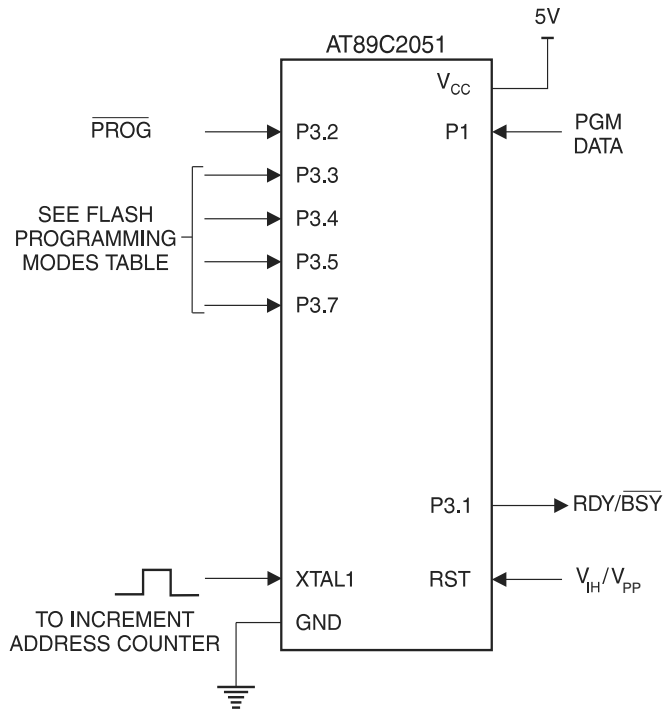 5V
AT89C2051
VCC
PROG
P3.2
P1
PGM
DATA
P3.3
SEE FLASH
PROGRAMMING
MODES TABLE
P3.4
P3.5
P3.7
P3.1
RDY/BSY
XTAL1
RST
VIH/VPP
TO INCREMENT
ADDRESS COUNTER
GND